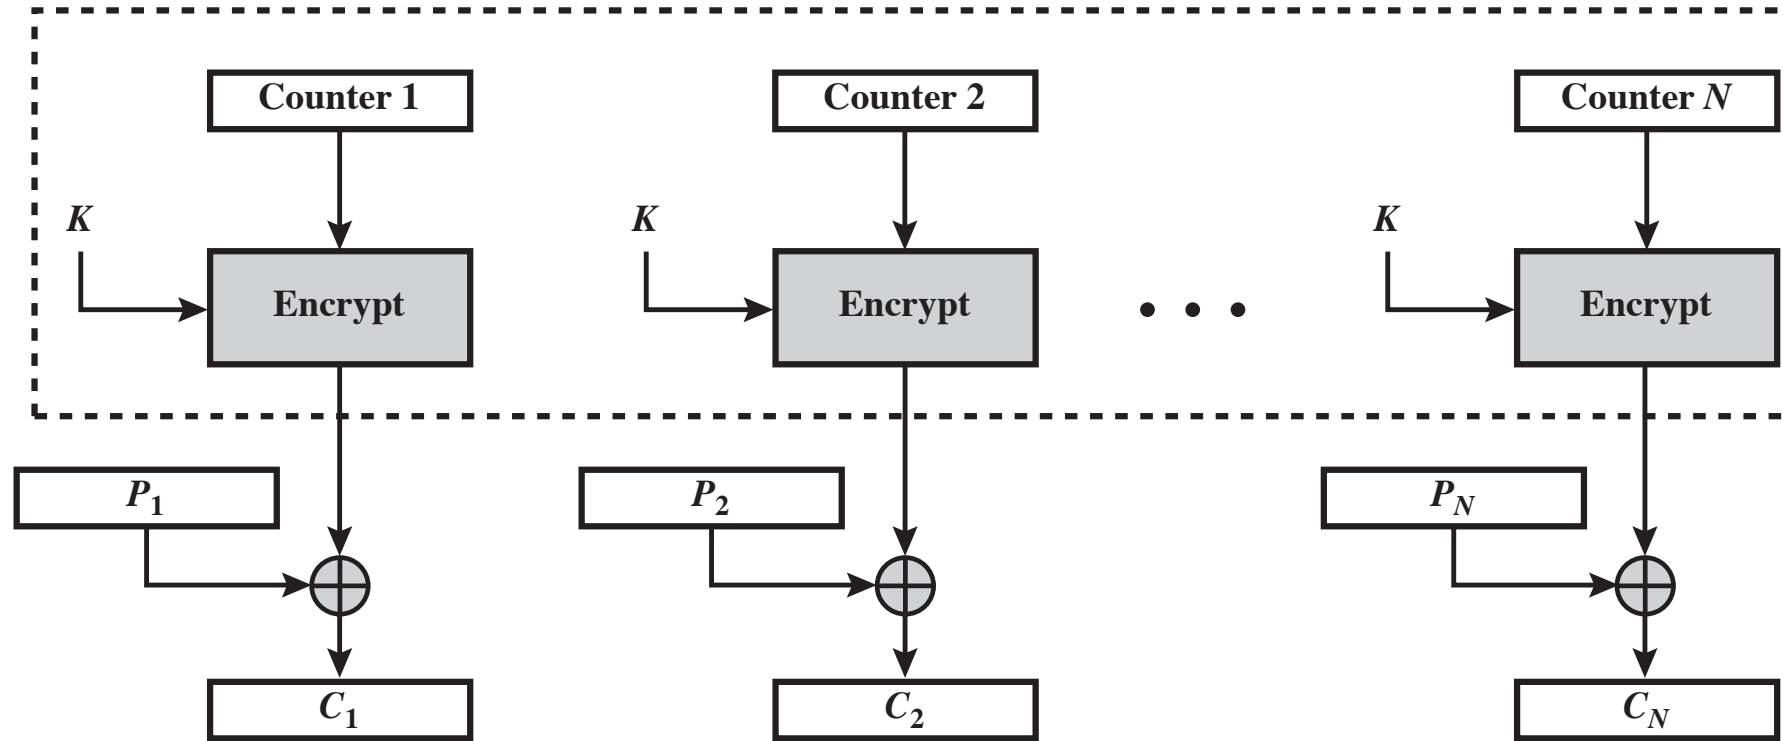 Counter 1
Counter 2
Counter N
K
K
K
Encrypt
Encrypt
Encrypt
P1
P2
PN
C1
C2
CN